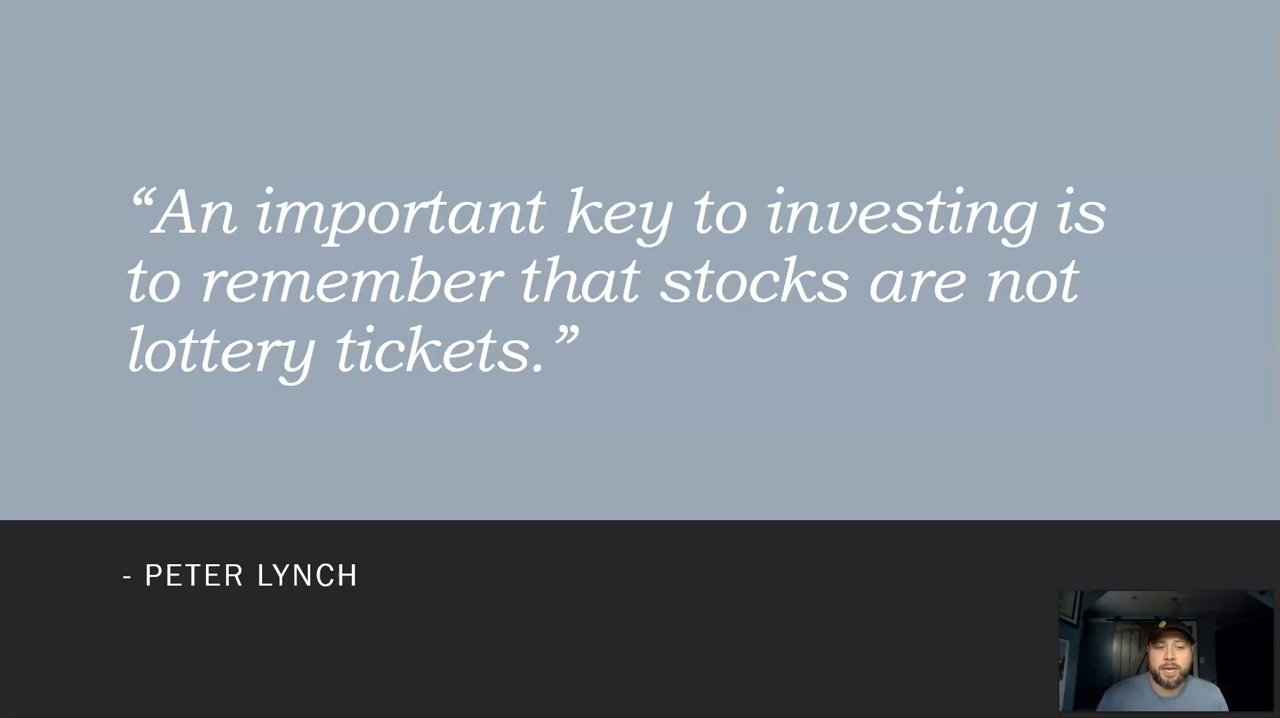 “An important key to investing is
to remember that stocks are not
lottery tickets.”
- PETER LYNCH